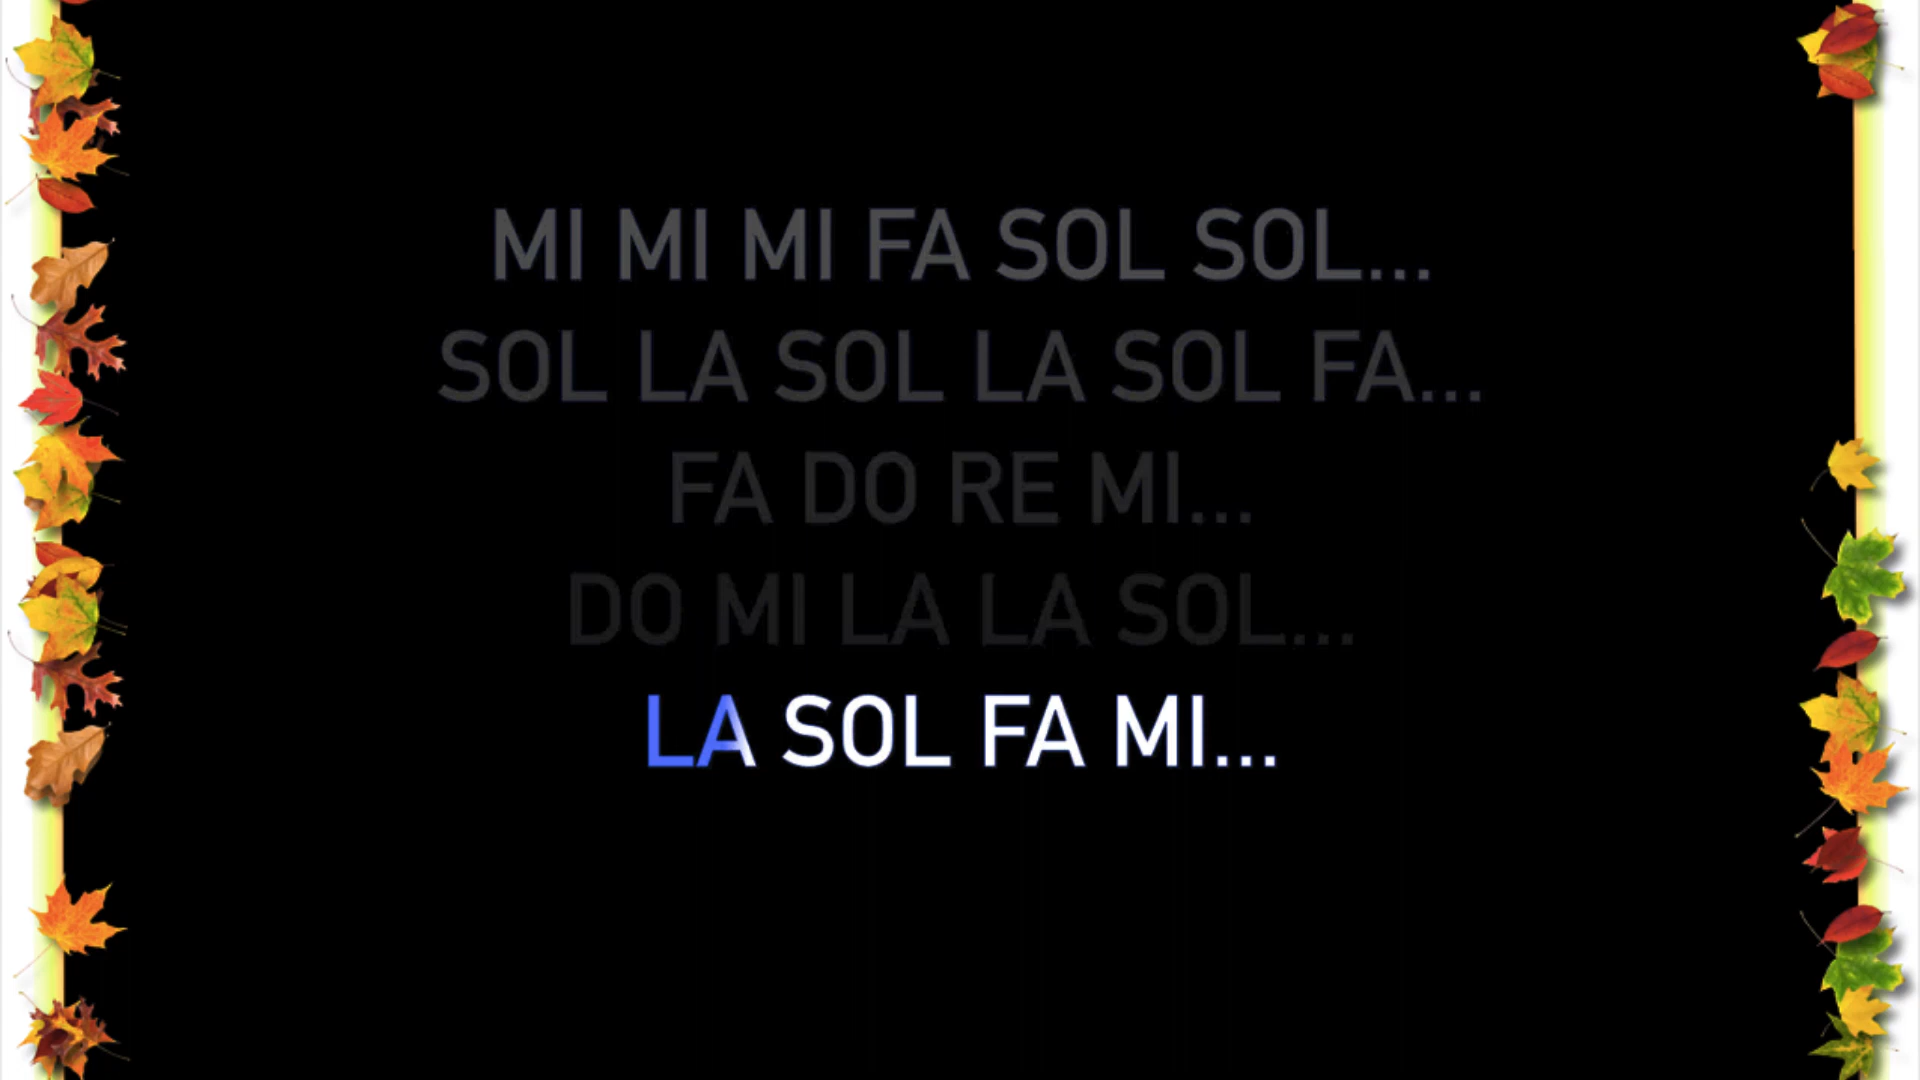 MI MI MI FA SOL SOL...
SOL LA SOL LA SOL FA...
FA DO RE MI...
DO MI LA LA SOL...
LA SOL FA MI...